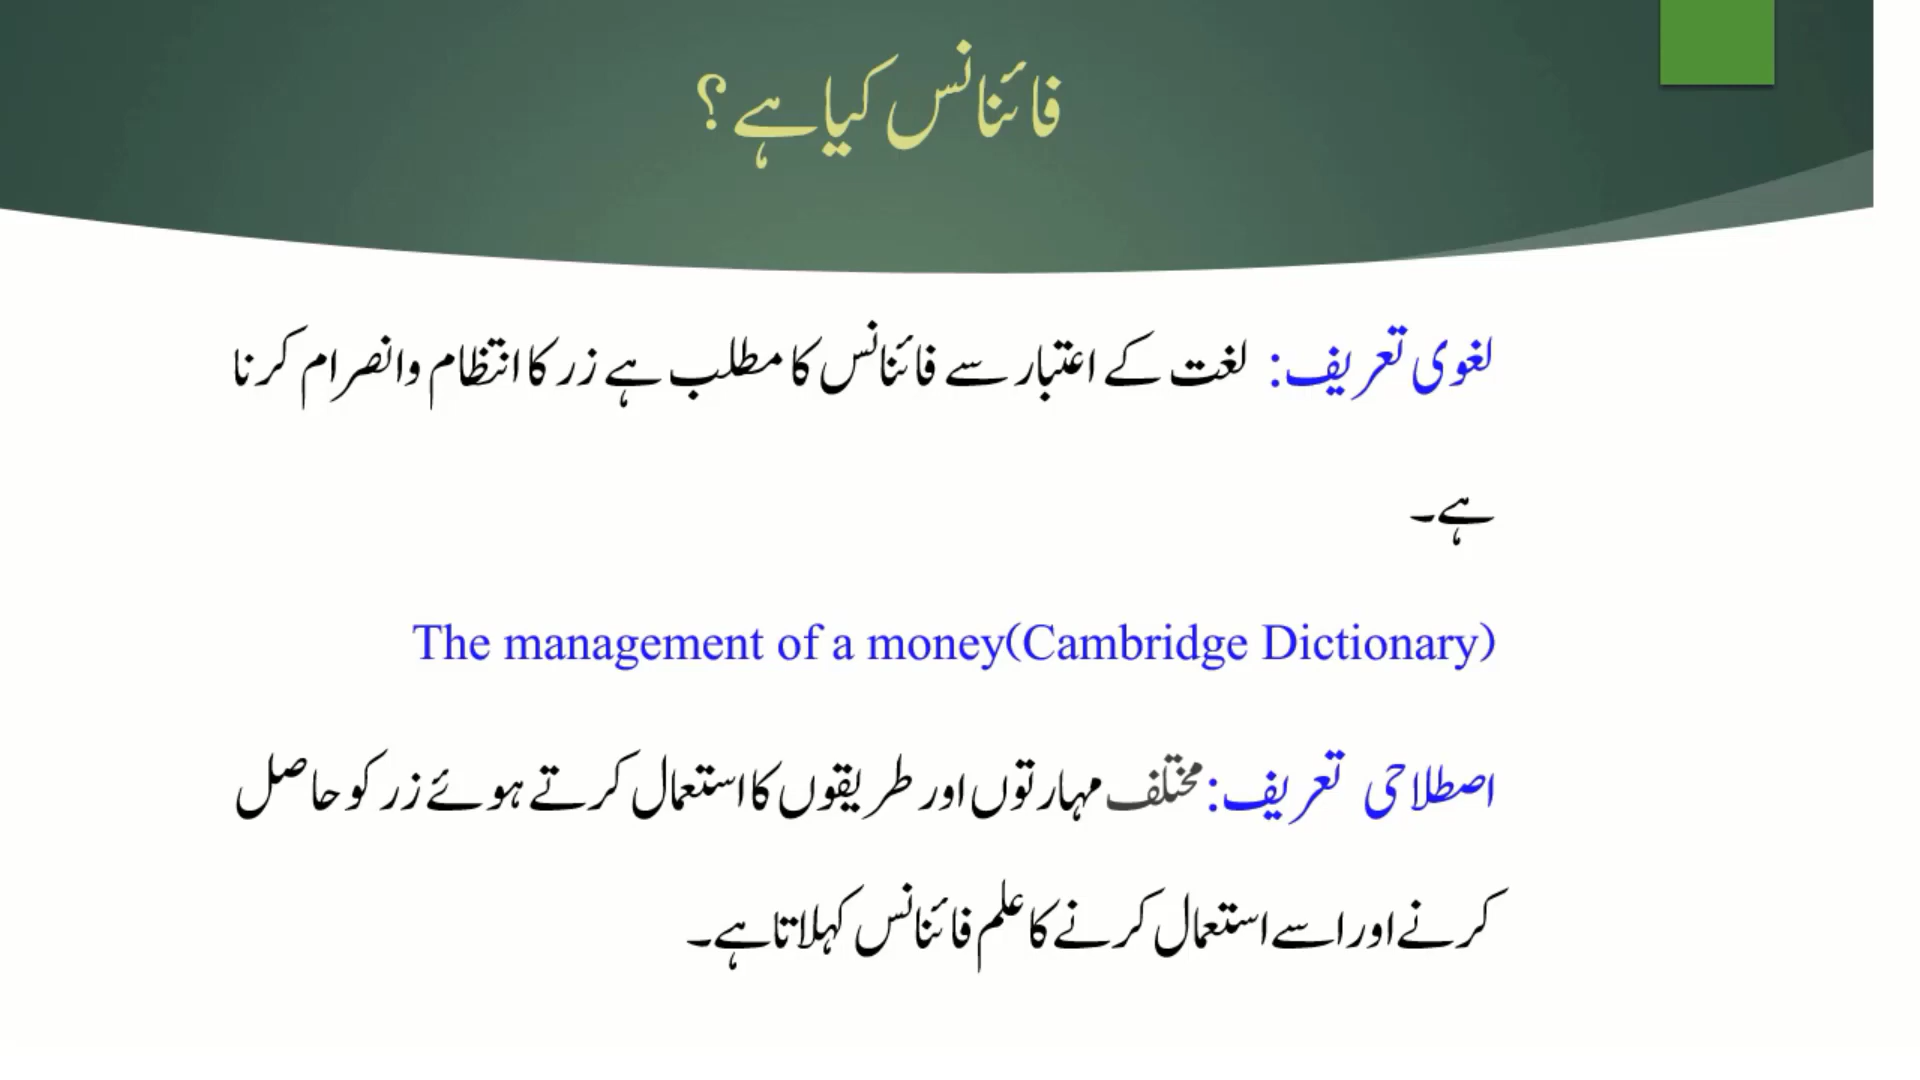 فائنانس کیا ہے ؟
لغوی تعریف: لغت کے اعتبار سے فائنانس کا مطلب ہے زر کا انتظام وانصرام کرنا
ہے۔
The management of a money(Cambridge Dictionary)
اصطلاحی تعریف:مختلف مہارتوں اور طریقوں کا استعمال کرتے ہوئے زر کو حاصل
کرنے اور اسے استعمال کرنے کا علم فائنانس کہلاتا ہے۔